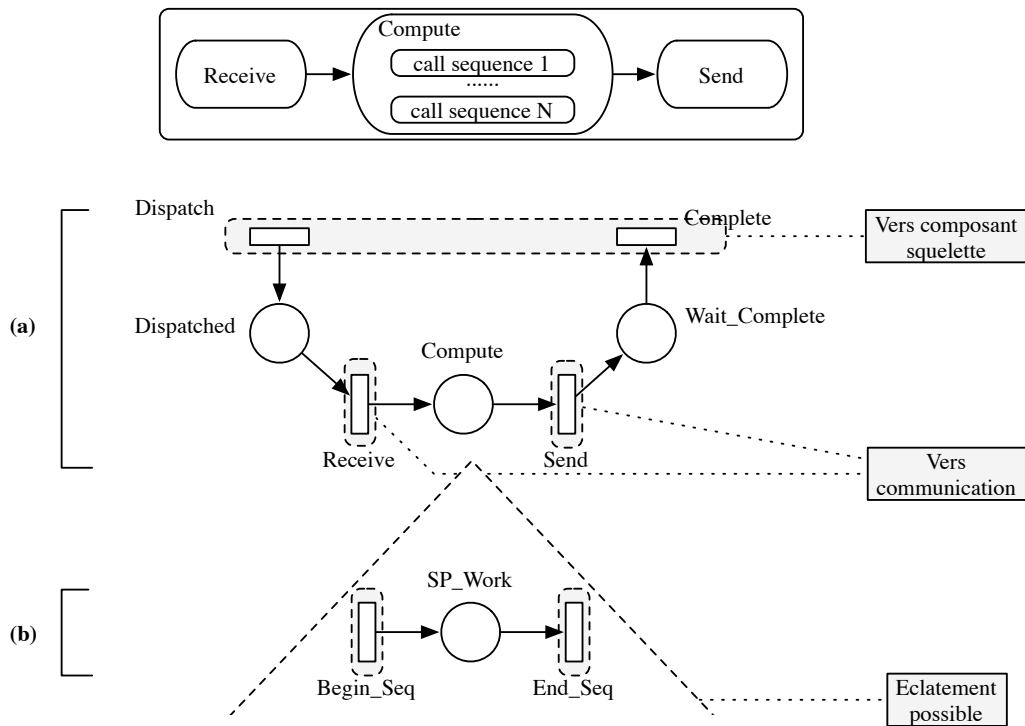 Compute
Receive
call sequence 1
......
call sequence N
Send
Dispatch
Complete
Vers composant
squelette
(a)
Dispatched
Compute
Wait_Complete
Receive
Send
Vers
communication
SP_Work
(b)
Begin_Seq
End_Seq
Eclatement
possible